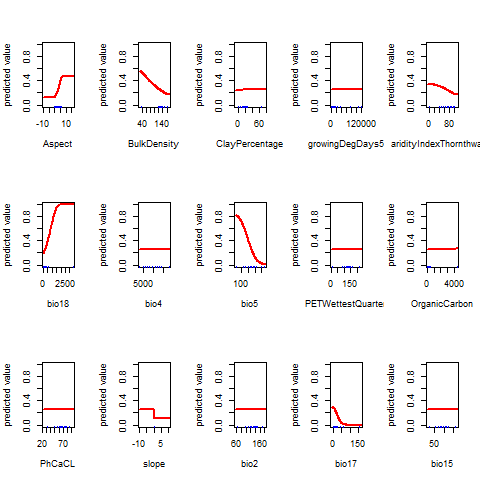 predicted value
0.0 0.4 0.8
-10 10
Aspect
predicted value
0.0 0.4 0.8
40 140
BulkDensity
predicted value
0.0 0.4 0.8
0 60
ClayPercentage
predicted value
0.0 0.4 0.8
0 120000
growingDegDays5
predicted value
0.0 0.4 0.8
0 80
aridityIndexThornthwa
predicted value
0.0 0.4 0.8
0 2500
bio18
predicted value
0.0 0.4 0.8
5000
bio4
predicted value
0.0 0.4 0.8
100
bio5
predicted value
0.0 0.4 0.8
0 150
PETWettestQuarte
predicted value
0.0 0.4 0.8
0 4000
OrganicCarbon
predicted value
0.0 0.4 0.8
20 70
PhCaCL
predicted value
0.0 0.4 0.8
-10 5
slope
predicted value
0.0 0.4 0.8
60 160
bio2
predicted value
0.0 0.4 0.8
0 150
bio17
predicted value
0.0 0.4 0.8
50
bio15